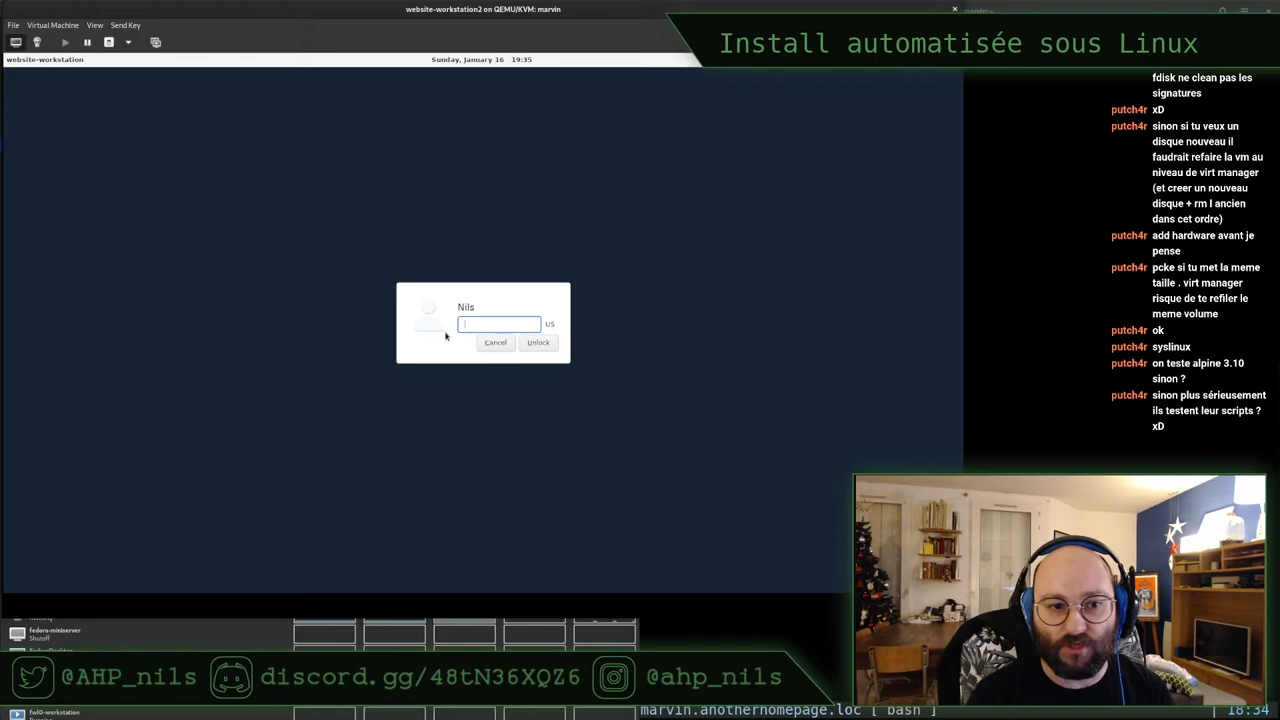 website-workstation2 on QEMU/KVM: marvin
File Virtual Machine View Send Key
website-workstation
Sunday, January 16 19:35
Install automatisée sous Linux
fdisk ne clean pas les
signatures
putch4r xD
putch4r sinon si tu veux un
disque nouveau il
faudrait refaire la vm au
niveau de virt manager
(et creer un nouveau
disque + rm l ancien
dans cet ordre)
putch4r add hardware avant je
pense
putch4r pcke si tu met la meme
taille . virt manager
risque de te refiler le
meme volume
putch4r ok
putch4r syslinux
putch4r on teste alpine 3.10
sinon ?
putch4r sinon plus sérieusement
ils testent leur scripts ?
xD
Nils
us
Cancel Unlock
fedora-miniserver
Shutoff
@AHP_nils discord.gg/48tN36XQZ6 @ahp_nils
fwl0-workstation
marvin.anothermomepage.loc [ bash ] | 18:34